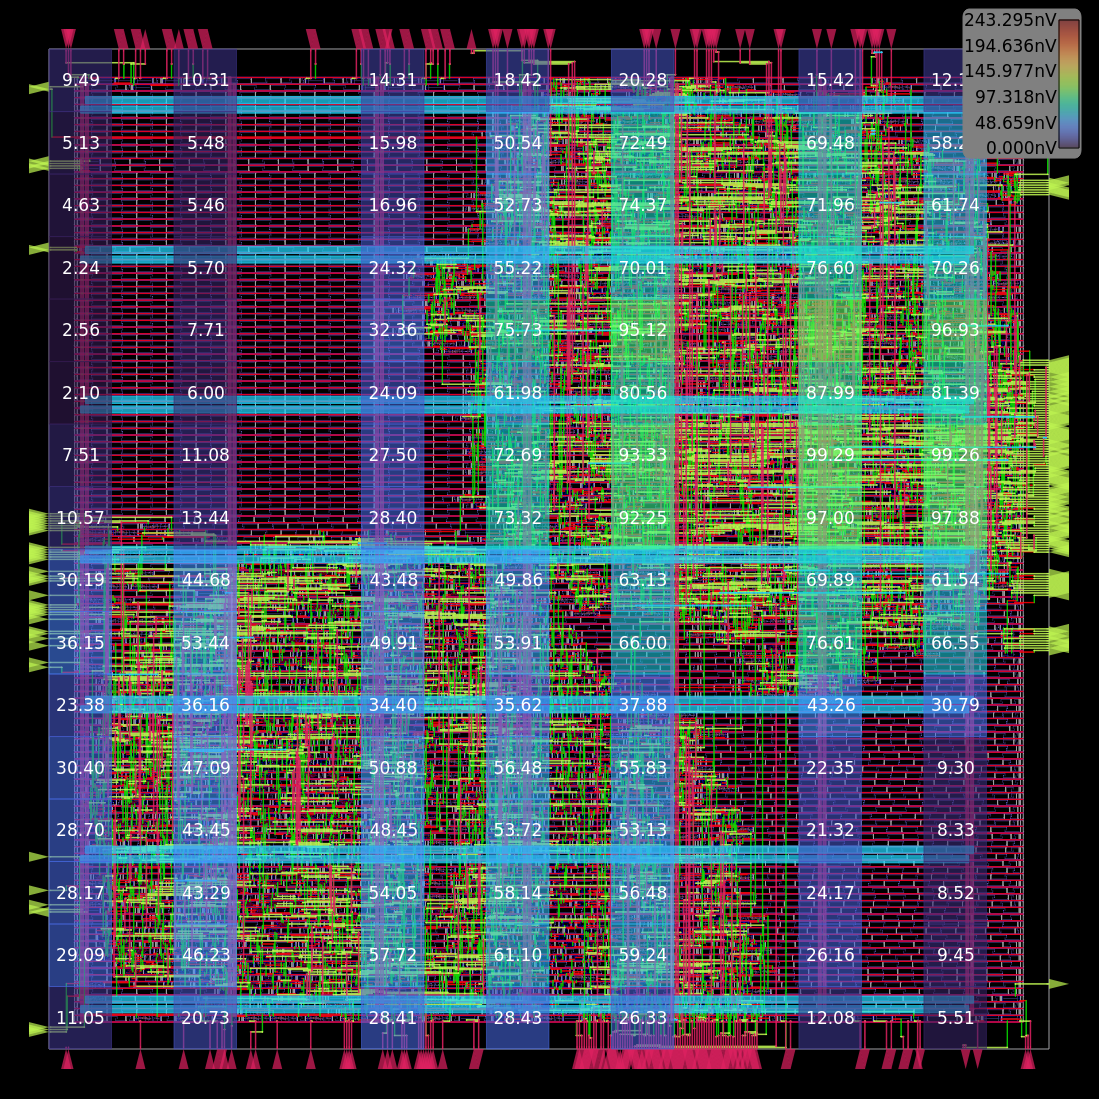 243.295nV
194.636nV
145.977nV
97.318nV
48.659nV
0.000nV
9.49 10.31 14.31 18.42 20.28 15.42
5.13 5.48 15.98 50.54 72.49 69.48
4.63 5.46 16.96 52.73 74.37 71.96 61.74
2.24 5.70 24.32 55.22 70.01 76.60 70.26
2.56 7.71 32.36 75.73 95.12 96.93
2.10 6.00 24.09 61.98 80.56 87.99 81.39
7.51 11.08 27.50 72.69 93.33 99.29 99.26
10.57 13.44 28.40 73.32 92.25 97.00 97.88
30.19 44.68 43.48 49.86 63.13 69.89 61.54
36.15 53.44 49.91 53.91 66.00 76.61 66.55
23.38 36.16 34.40 35.62 37.88 43.26 30.79
30.40 47.09 50.88 56.48 55.83 22.35 9.30
28.70 43.45 48.45 53.72 53.13 21.32 8.33
28.17 43.29 54.05 58.14 56.48 24.17 8.52
29.09 46.23 57.72 61.10 59.24 26.16 9.45
11.05 20.73 28.41 28.43 26.33 12.08 5.51